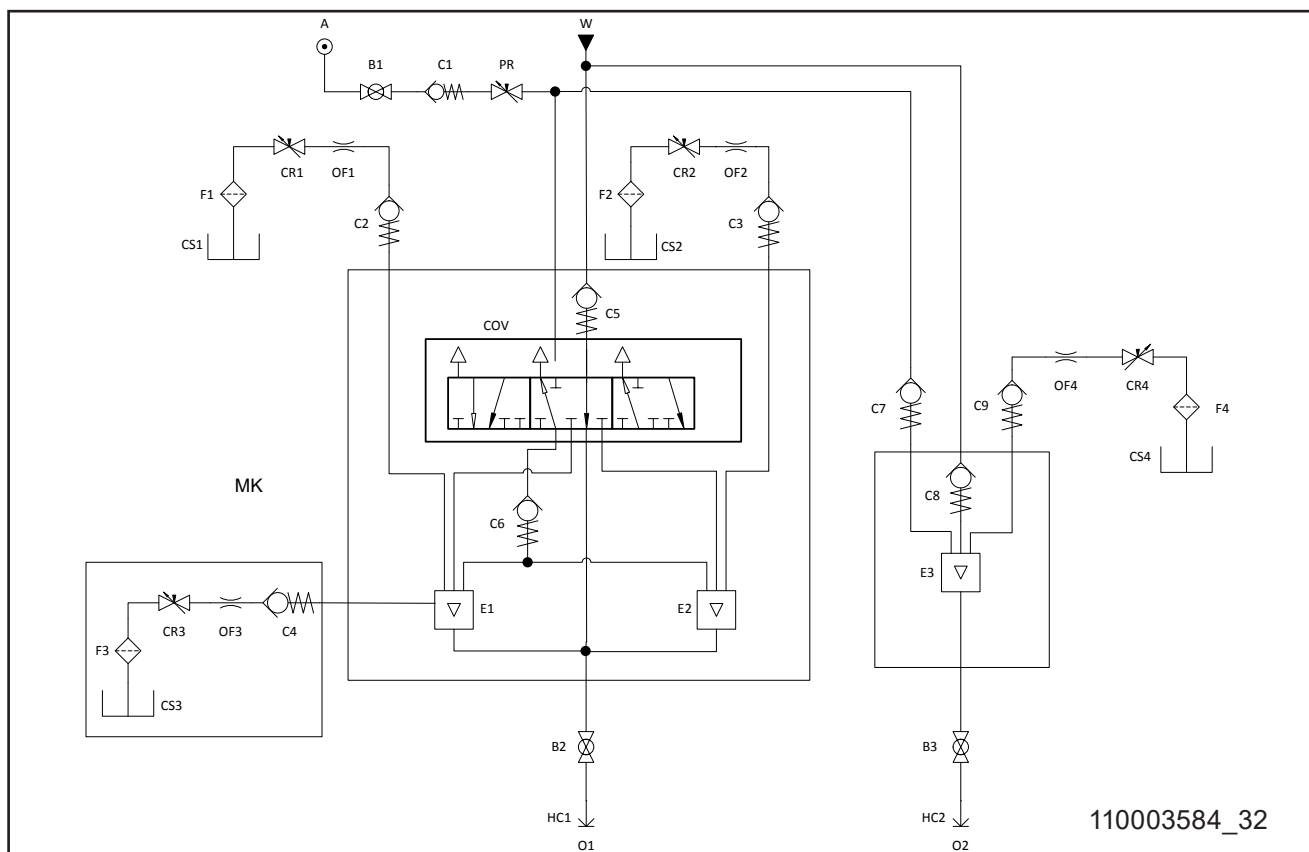 A
W
B1
C1
PR
CR1
OF1
CR2
OF2
F1
C2
F2
C3
CS1
CS2
C5
COV
OF4
CR4
C7
C9
F4
CS4
MK
C8
C6
E3
E1
E2
CR3
OF3
C4
F3
CS3
B2
B3
HC1
HC2
110003584_32
O1
O2